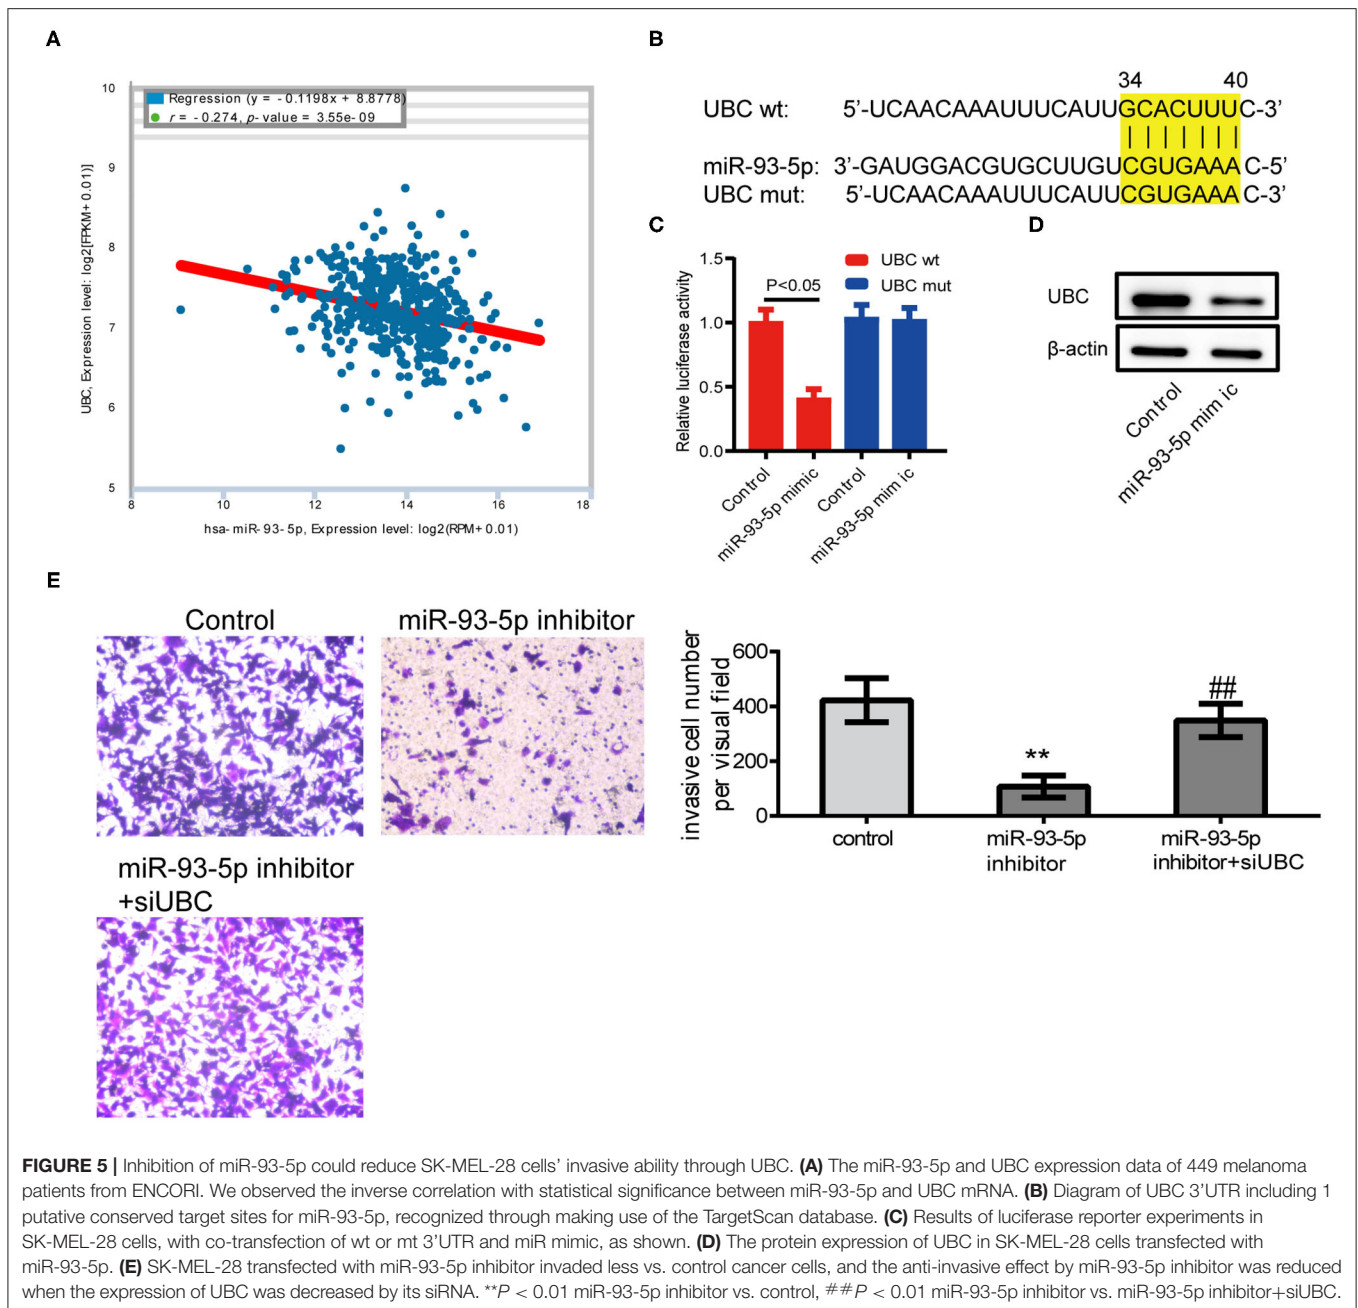 A
10
9
8
7
6
5
8
10
12
14
16
18
Regression (y = -0.1198x + 8.8778)
r = -0.274, p-value = 3.55e-09
UBC, Expression level: log2[FPKM+0.01)]
hsa-miR-93-5p, Expression level: log2(RPM+0.01)
B
34 40
UBC wt: 5'-UCAACAAAUUUCAUUGCACUUUC-3'
miR-93-5p: 3'-GAUGGACGUGCUUGUCGUGAAAC-5'
UBC mut: 5'-UCAACAAAUUUCAUUCGUGAAAC-3'
C
1.5
1.0
0.5
0.0
Relative luciferase activity
UBC wt
UBC mut
P<0.05
Control
miR-93-5p mimic
Control
miR-93-5p mimic
D
UBC
β-actin
Control
miR-93-5p mimic
E
Control
miR-93-5p inhibitor
miR-93-5p inhibitor
+siUBC
invasive cell number
per visual field
600
400
200
0
**
##
control
miR-93-5p
inhibitor
miR-93-5p
inhibitor+siUBC
FIGURE 5 | Inhibition of miR-93-5p could reduce SK-MEL-28 cells' invasive ability through UBC. (A) The miR-93-5p and UBC expression data of 449 melanoma
patients from ENCORI. We observed the inverse correlation with statistical significance between miR-93-5p and UBC mRNA. (B) Diagram of UBC 3'UTR including 1
putative conserved target sites for miR-93-5p, recognized through making use of the TargetScan database. (C) Results of luciferase reporter experiments in
SK-MEL-28 cells, with co-transfection of wt or mt 3'UTR and miR mimic, as shown. (D) The protein expression of UBC in SK-MEL-28 cells transfected with
miR-93-5p. (E) SK-MEL-28 transfected with miR-93-5p inhibitor invaded less vs. control cancer cells, and the anti-invasive effect by miR-93-5p inhibitor was reduced
when the expression of UBC was decreased by its siRNA. **P < 0.01 miR-93-5p inhibitor vs. control, ##P < 0.01 miR-93-5p inhibitor vs. miR-93-5p inhibitor+siUBC.